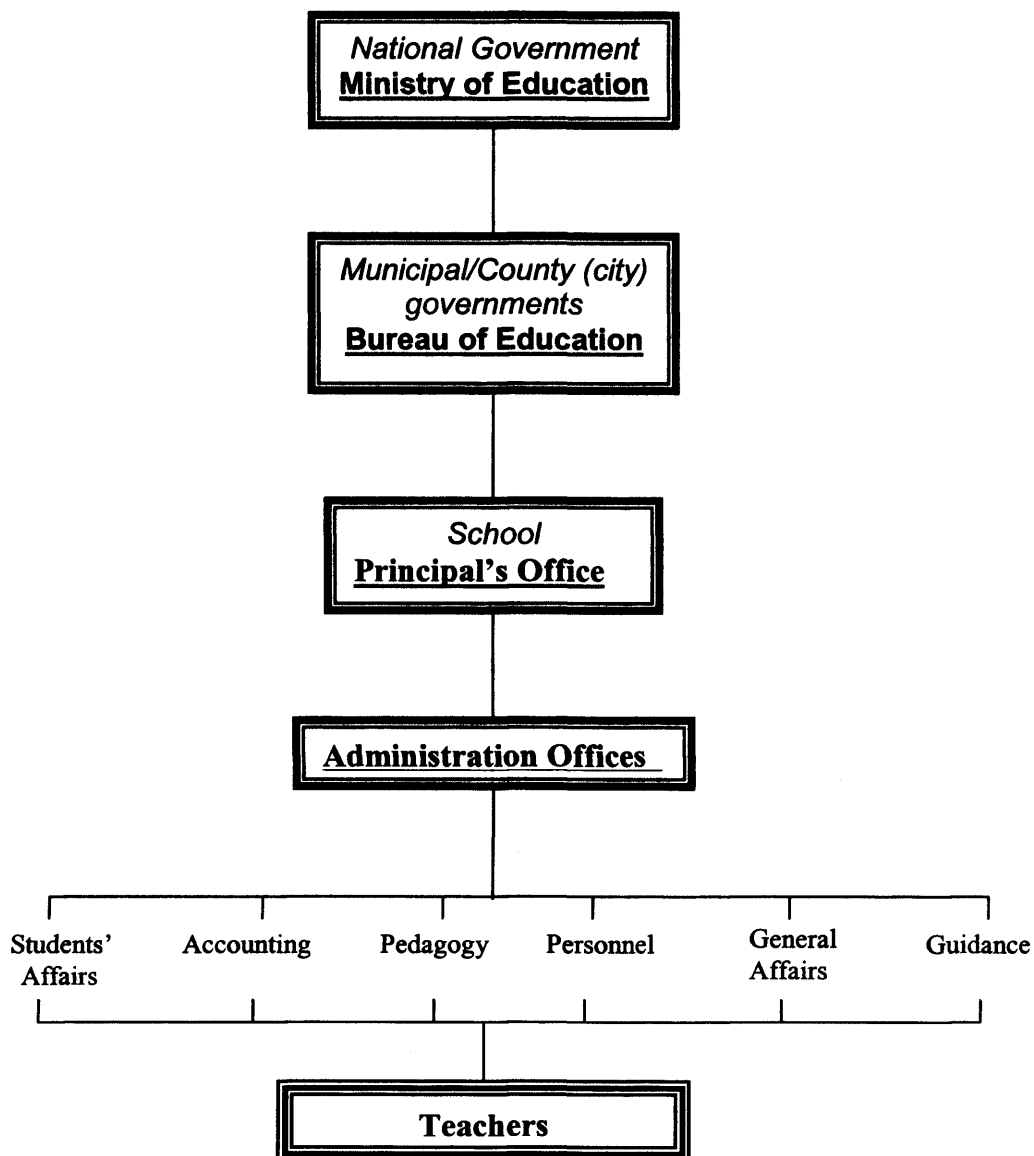 National Government
Ministry of Education
Municipal/County (city)
governments
Bureau of Education
School
Principal's Office
Administration Offices
Students'
Affairs
Accounting
Pedagogy
Personnel
General
Affairs
Guidance
Teachers